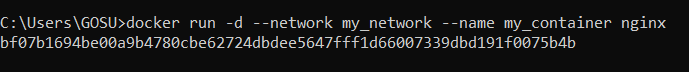 C:\Users\GOSU>docker run -d --network my_network --name my_container nginx
bf07b1694be00a9b4780cbe62724dbdee5647fff1d66007339dbd191f0075b4b